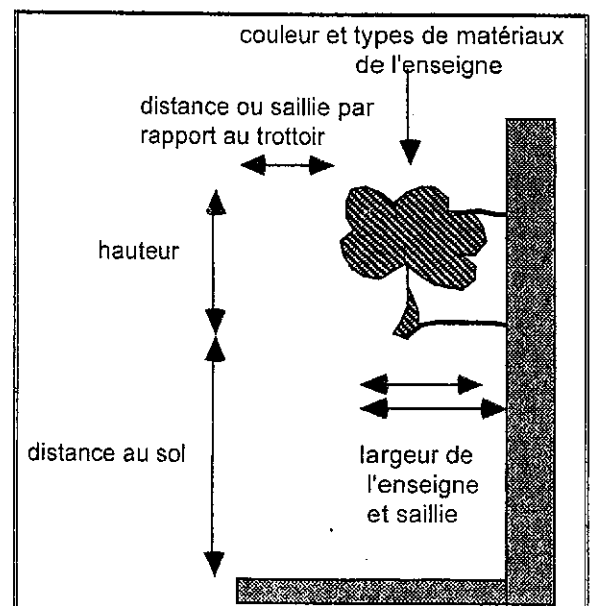 couleur et types de matériaux
de l'enseigne
distance ou saillie par
rapport au trottoir
hauteur
distance au sol
largeur de
l'enseigne
et saillie